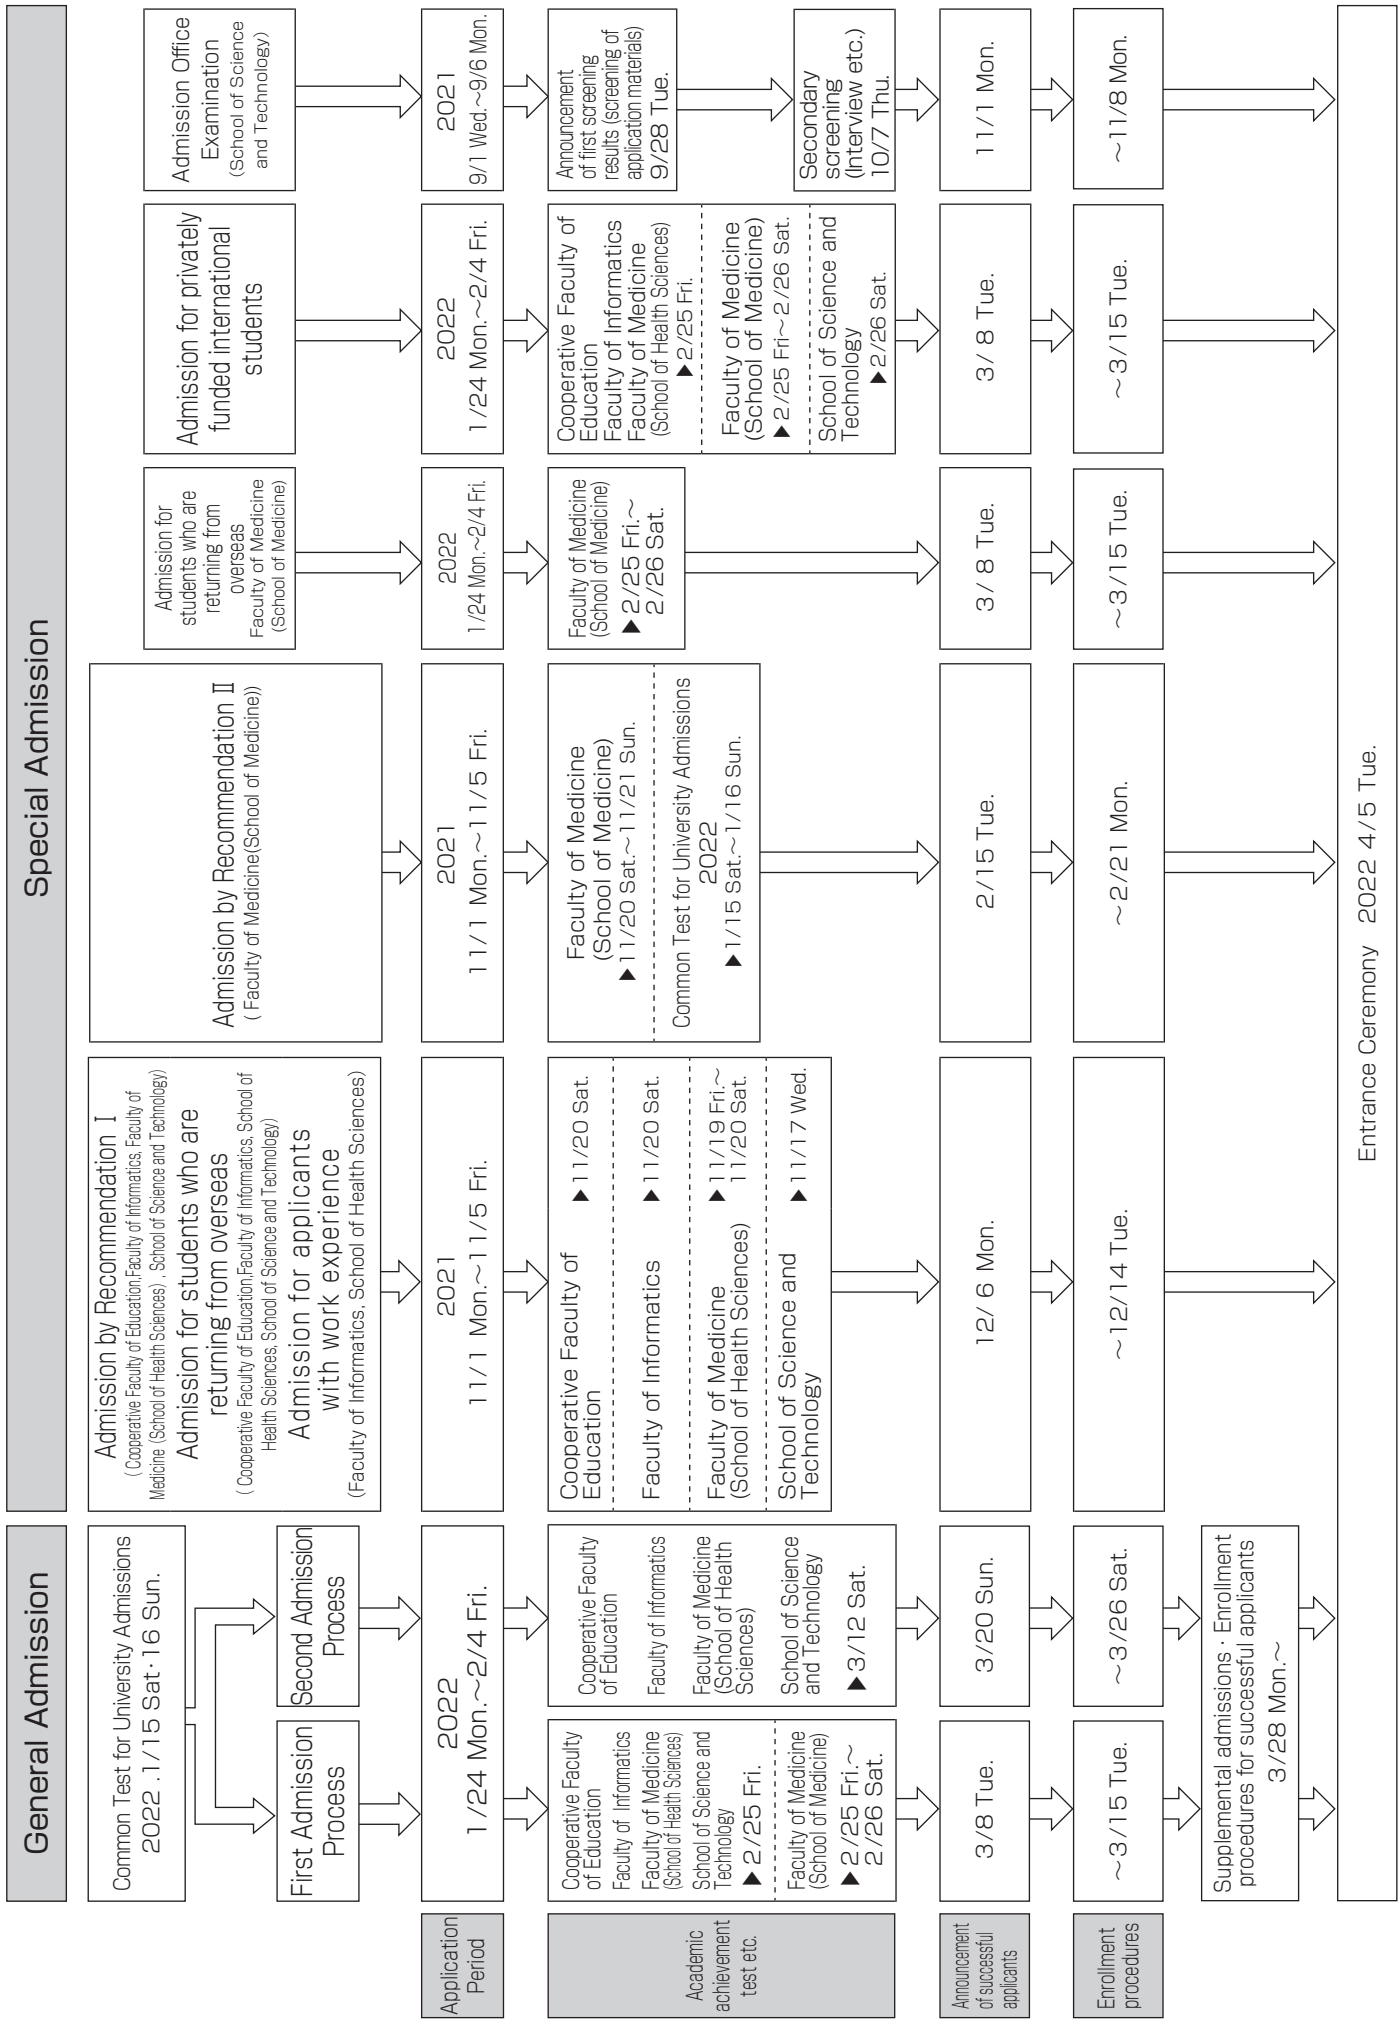 General Admission
Special Admission
Common Test for University Admissions
2022 .1/15 Sat·16 Sun.
First Admission
Process
Second Admission
Process
Admission by Recommendation Ⅰ
( Cooperative Faculty of Education,Faculty of Informatics, Faculty of
Medicine (School of Health Sciences) , School of Science and Technology)
Admission for students who are
returning from overseas
( Cooperative Faculty of Education,Faculty of Informatics, School of
Health Sciences, School of Science and Technology)
Admission for applicants
with work experience
(Faculty of Informatics, School of Health Sciences)
Admission by Recommendation Ⅱ
( Faculty of Medicine(School of Medicine))
Admission for
students who are
returning from
overseas
Faculty of Medicine
(School of Medicine)
Admission for privately
funded international
students
Admission Office
Examination
(School of Science
and Technology)
Application
Period
2022
1/24 Mon.～2/4 Fri.
2021
11/1 Mon.～11/5 Fri.
2021
11/1 Mon.～11/5 Fri.
2022
1/24 Mon.～2/4 Fri.
2022
1/24 Mon.～2/4 Fri.
2021
9/1 Wed.～9/6 Mon.
Academic
achievement
test etc.
Cooperative Faculty
of Education
Faculty of Informatics
Faculty of Medicine
(School of Health Sciences)
School of Science and
Technology
▶2/25 Fri.
Faculty of Medicine
(School of Medicine)
▶2/25 Fri.～
2/26 Sat.
Cooperative Faculty
of Education
Faculty of Informatics
Faculty of Medicine
(School of Health
Sciences)
School of Science
and Technology
▶3/12 Sat.
Cooperative Faculty of
Education
▶11/20 Sat.
Faculty of Informatics
▶11/20 Sat.
Faculty of Medicine
(School of Health Sciences)
▶11/19 Fri.～
11/20 Sat.
School of Science and
Technology
▶11/17 Wed.
Faculty of Medicine
(School of Medicine)
▶11/20 Sat.～11/21 Sun.
Common Test for University Admissions
2022
▶1/15 Sat.～1/16 Sun.
Faculty of Medicine
(School of Medicine)
▶2/25 Fri.～
2/26 Sat.
Cooperative Faculty of
Education
Faculty of Informatics
Faculty of Medicine
(School of Health Sciences)
▶2/25 Fri.
Faculty of Medicine
(School of Medicine)
▶2/25 Fri～2/26 Sat.
School of Science and
Technology
▶2/26 Sat.
Announcement
of first screening
results (screening of
application materials)
9/28 Tue.
Secondary
screening
(Interview etc.)
10/7 Thu.
Announcement
of successful
applicants
3/8 Tue.
3/20 Sun.
12/ 6 Mon.
2/15 Tue.
3/ 8 Tue.
3/ 8 Tue.
11/1 Mon.
Enrollment
procedures
～3/15 Tue.
～3/26 Sat.
～12/14 Tue.
～2/21 Mon.
～3/15 Tue.
～3/15 Tue.
～11/8 Mon.
Supplemental admissions · Enrollment
procedures for successful applicants
3/28 Mon.～
Entrance Ceremony 2022 4/5 Tue.